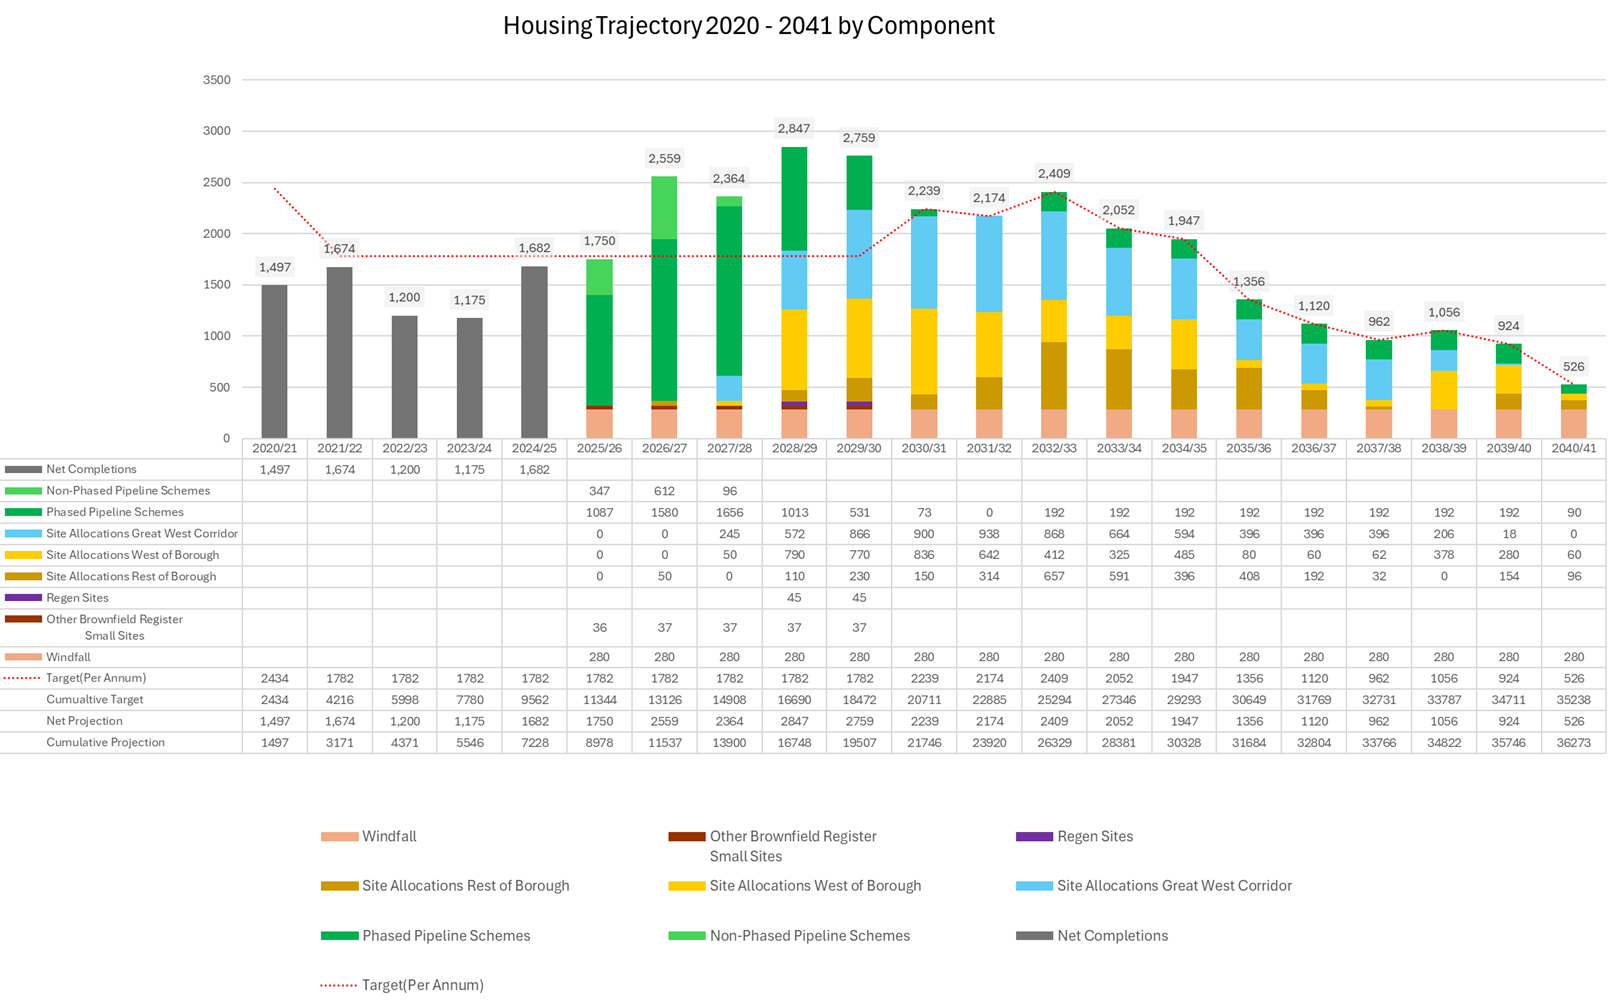 Housing Trajectory 2020 - 2041 by Component
3500
3000
2500
2000
1500
1000
500
0
1,497
1,674
1,200
1,175
1,682
1,750
2,559
2,364
2,847
2,759
2,239
2,174
2,409
2,052
1,947
1,356
1,120
962
1,056
924
526
2020/21 2021/22 2022/23 2023/24 2024/25 2025/26 2026/27 2027/28 2028/29 2029/30 2030/31 2031/32 2032/33 2033/34 2034/35 2035/36 2036/37 2037/38 2038/39 2039/40 2040/41
Net Completions 1,497 1,674 1,200 1,175 1,682
Non-Phased Pipeline Schemes 347 612 96
Phased Pipeline Schemes 1087 1580 1656 1013 531 73 0 192 192 192 192 192 192 192 192 90
Site Allocations Great West Corridor 0 0 245 572 866 900 938 868 664 594 396 396 396 206 18 0
Site Allocations West of Borough 0 0 50 790 770 836 642 412 325 485 80 60 62 378 280 60
Site Allocations Rest of Borough 0 50 0 110 230 150 314 657 591 396 408 192 32 0 154 96
Regen Sites 45 45
Other Brownfield Register
Small Sites 36 37 37 37 37
Windfall 280 280 280 280 280 280 280 280 280 280 280 280 280 280 280 280
Target(Per Annum) 2434 1782 1782 1782 1782 1782 1782 1782 1782 1782 2239 2174 2409 2052 1947 1356 1120 962 1056 924 526
Cumualtive Target 2434 4216 5998 7780 9562 11344 13126 14908 16690 18472 20711 22885 25294 27346 29293 30649 31769 32731 33787 34711 35238
Net Projection 1,497 1,674 1,200 1,175 1682 1750 2559 2364 2847 2759 2239 2174 2409 2052 1947 1356 1120 962 1056 924 526
Cumulative Projection 1497 3171 4371 5546 7228 8978 11537 13900 16748 19507 21746 23920 26329 28381 30328 31684 32804 33766 34822 35746 36273
Windfall
Other Brownfield Register
Small Sites
Regen Sites
Site Allocations Rest of Borough
Site Allocations West of Borough
Site Allocations Great West Corridor
Phased Pipeline Schemes
Non-Phased Pipeline Schemes
Net Completions
Target(Per Annum)